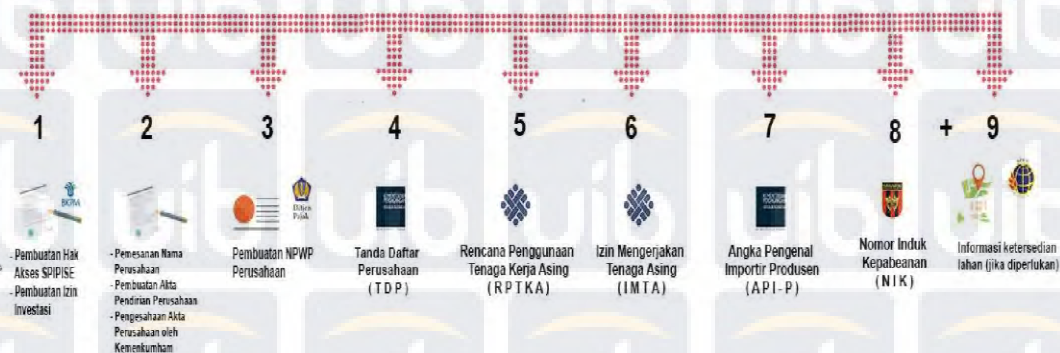 1
2
3
4
5
6
7
8 + 9
BKPM
- Pembuatan Hak
Akses SPIPISE
- Pembuatan Izin
Investasi
- Pemesanan Nama
Perusahaan
- Pembuatan Akta
Pendirian Perusahaan
- Pengesahaan Akta
Perusahaan oleh
Kemenkumham
Ditjen
Pajak
Pembuatan NPWP
Perusahaan
Tanda Daftar
Perusahaan
(TDP)
Rencana Penggunaan
Tenaga Kerja Asing
(RPTKA)
Izin Mengerjakan
Tenaga Asing
(IMTA)
Angka Pengenal
Importir Produsen
(API-P)
Nomor Induk
Kepabeanan
(NIK)
Informasi ketersedian
lahan (jika diperlukan)
uib